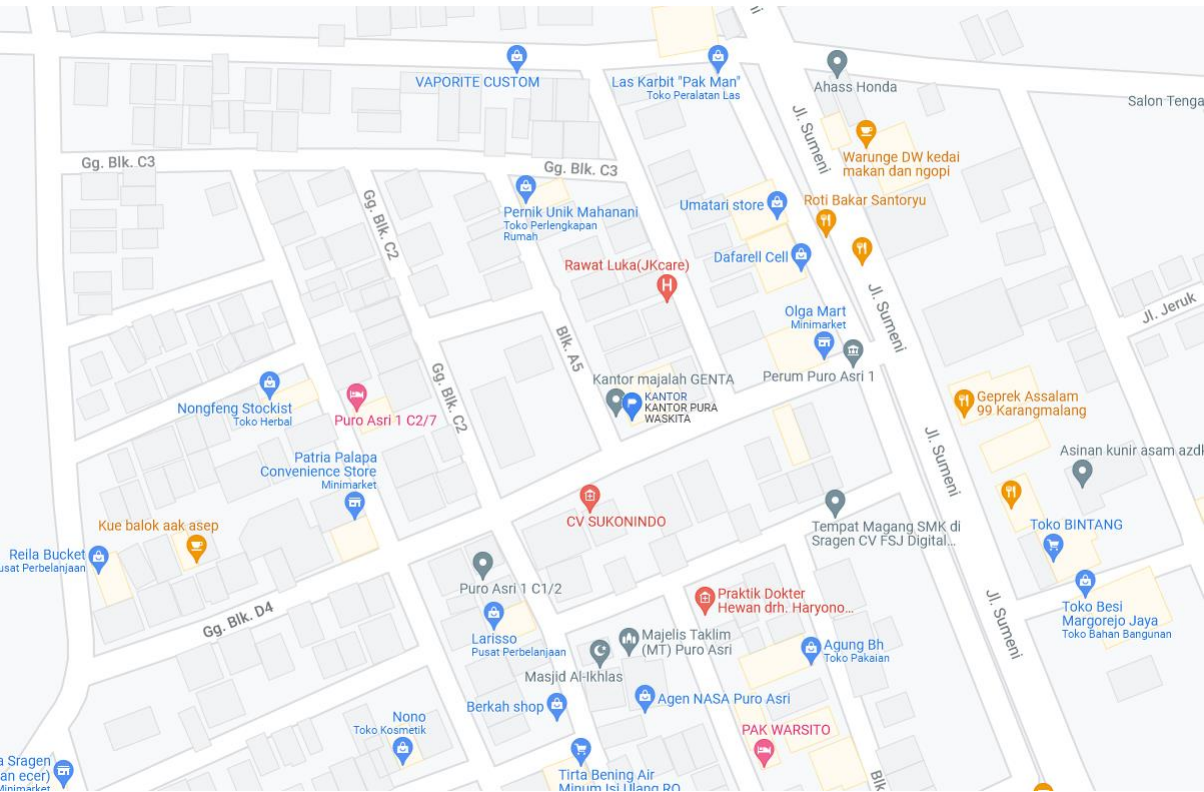 VAPORITE CUSTOM
Las Karbit "Pak Man"
Toko Peralatan Las
Ahass Honda
Salon Tenga
Jl. Sumeni
Warunge DW kedai
makan dan ngopi
Gg. Blk. C3
Gg. Blk. C3
Gg. Blk. C2
Pernik Unik Mahanani
Toko Perlengkapan
Rumah
Umatari store
Roti Bakar Santoryu
Rawat Luka(JKcare)
Dafarell Cell
Jl. Sumeni
Jl. Jeruk
Olga Mart
Minimarket
Blk. A5
Perum Puro Asri 1
Kantor majalah GENTA
KANTOR
KANTOR PURA
WASKITA
Gg. Blk. C2
Nongfeng Stockist
Toko Herbal
Puro Asri 1 C2/7
Geprek Assalam
99 Karangmalang
Jl. Sumeni
Patria Palapa
Convenience Store
Minimarket
Asinan kunir asam azdl
Kue balok aak asep
CV SUKONINDO
Tempat Magang SMK di
Sragen CV FSJ Digital...
Toko BINTANG
Reila Bucket
usat Perbelanjaan
Puro Asri 1 C1/2
Praktik Dokter
Hewan drh. Haryono...
Toko Besi
Margorejo Jaya
Toko Bahan Bangunan
Gg. Blk. D4
Larisso
Pusat Perbelanjaan
Majelis Taklim
(MT) Puro Asri
Agung Bh
Toko Pakaian
Jl. Sumeni
Masjid Al-Ikhlas
Berkah shop
Agen NASA Puro Asri
Nono
Toko Kosmetik
PAK WARSITO
a Sragen
an ecer)
Minimarket
Tirta Bening Air
Minum Isi Ulang RO
Blk